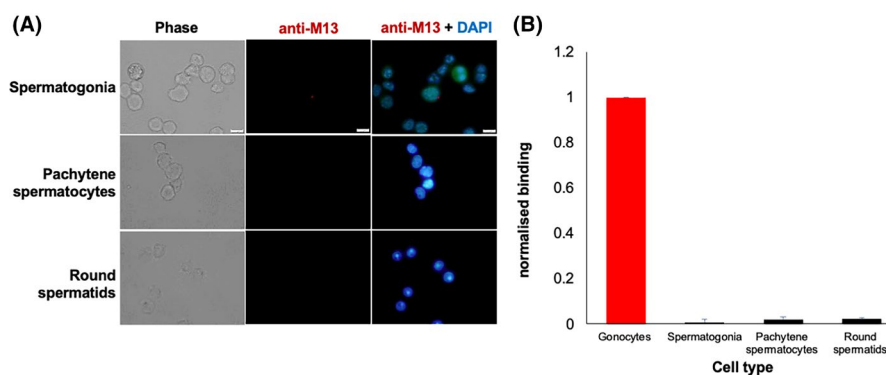 (A)
Phase
anti-M13
anti-M13 + DAPI
Spermatogonia
Pachytene
spermatocytes
Round
spermatids
(B)
normalised binding
1.2
1
0.8
0.6
0.4
0.2
0
Gonocytes
Spermatogonia
Pachytene
spermatocytes
Round
spermatids
Cell type